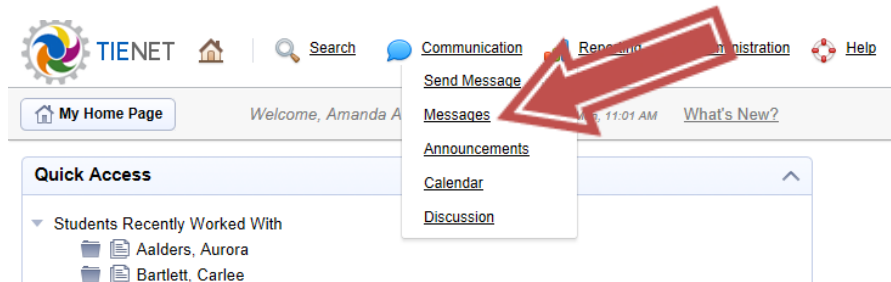 TIENET Search Communication Reporting Administration Help
Send Message
My Home Page Welcome, Amanda A Messages 11:01 AM What's New?
Announcements
Quick Access
Calendar
Students Recently Worked With
Discussion
Aalders, Aurora
Bartlett, Carlee